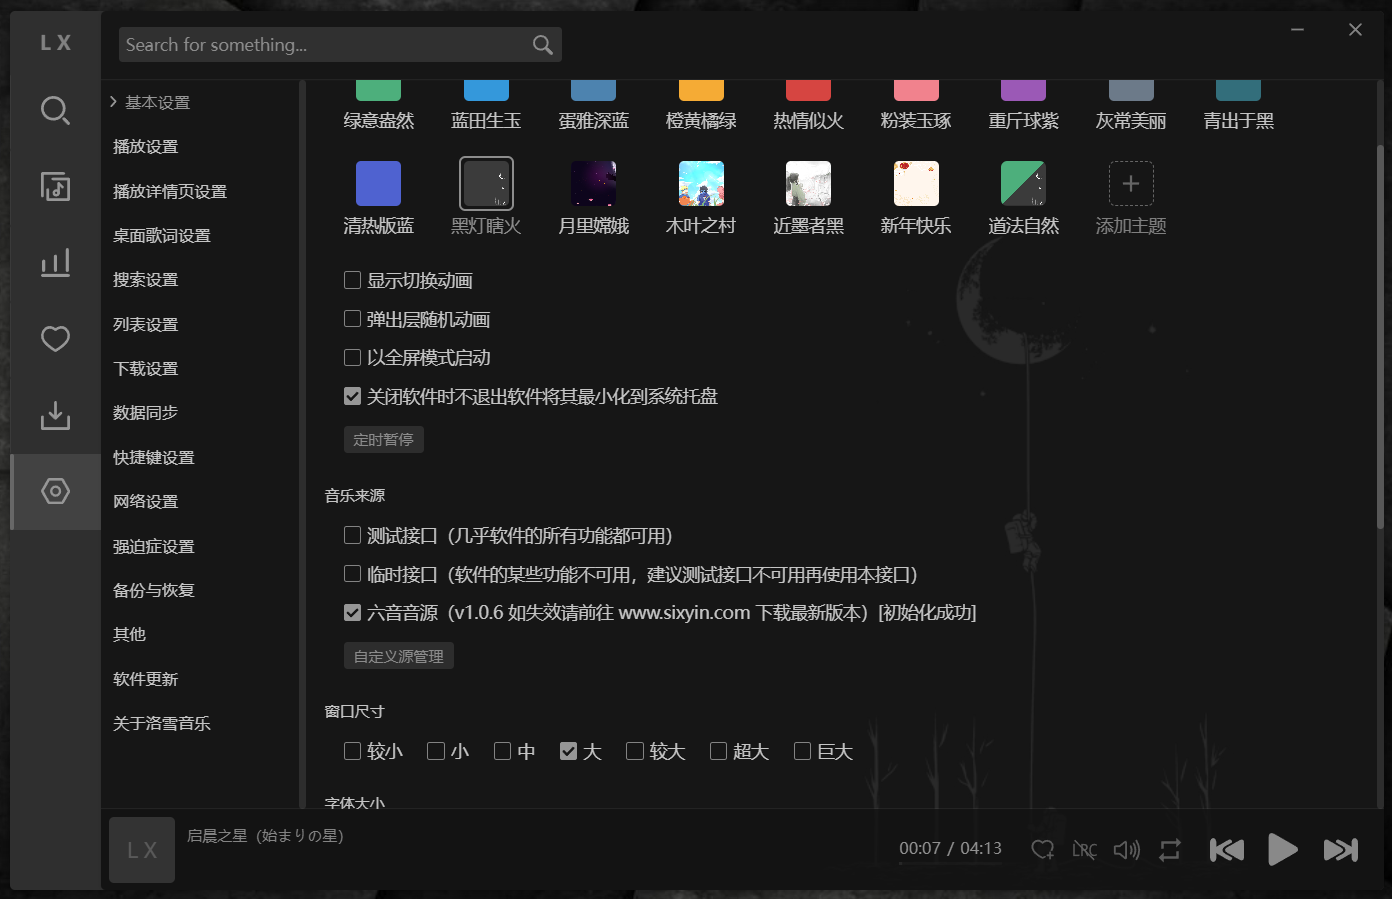 LX
Search for something...
基本设置
播放设置
播放详情页设置
桌面歌词设置
搜索设置
列表设置
下载设置
数据同步
快捷键设置
网络设置
强迫症设置
备份与恢复
其他
软件更新
关于洛雪音乐
绿意盎然 蓝田生玉 蛋雅深蓝 橙黄橘绿 热情似火 粉装玉琢 重斤球紫 灰常美丽 青出于黑
清热版蓝 黑灯瞎火 月里嫦娥 木叶之村 近墨者黑 新年快乐 道法自然 添加主题
显示切换动画
弹出层随机动画
以全屏模式启动
关闭软件时不退出软件将其最小化到系统托盘
定时暂停
音乐来源
测试接口（几乎软件的所有功能都可用）
临时接口（软件的某些功能不可用，建议测试接口不可用再使用本接口）
六音音源（v1.0.6 如失效请前往 www.sixyin.com 下载最新版本）[初始化成功]
自定义源管理
窗口尺寸
较小 小 中 大 较大 超大 巨大
字体大小
LX
启晨之星（始まりの星）
00:07 / 04:13
LRC